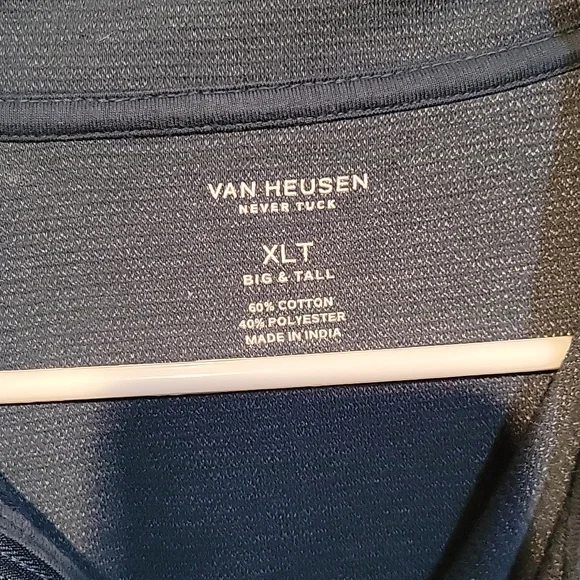 VAN HEUSEN
NEVER TUCK
XLT
BIG & TALL
60% COTTON
40% POLYESTER
MADE IN INDIA